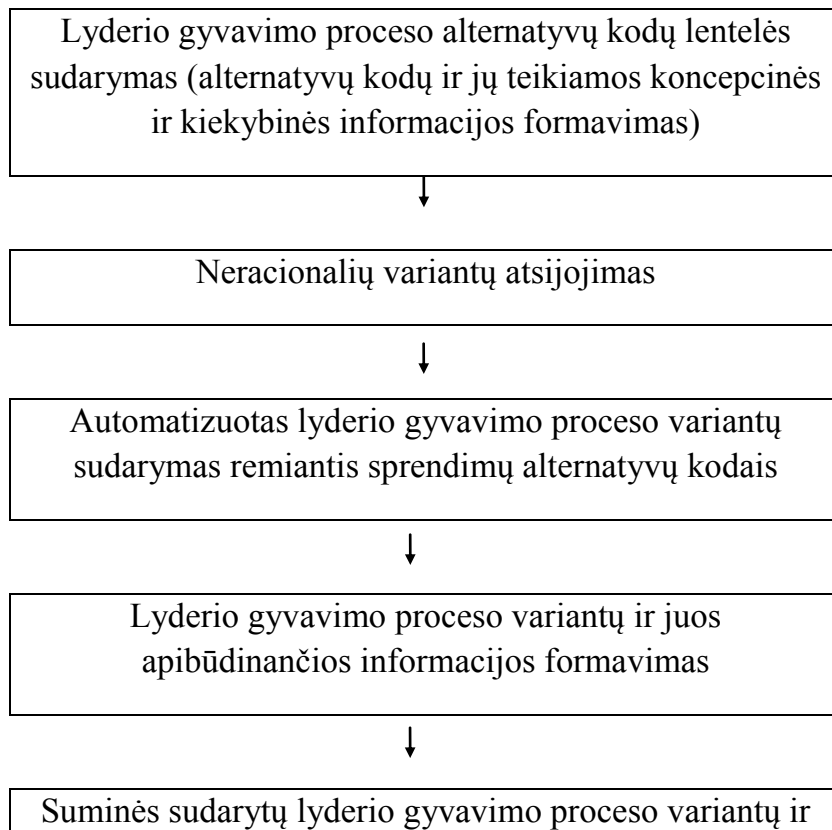 Lyderio gyvavimo proceso alternatyvų kodų lentelės
sudarymas (alternatyvų kodų ir jų teikiamos koncepcinės
ir kiekybinės informacijos formavimas)
Neracionalių variantų atsijojimas
Automatizuotas lyderio gyvavimo proceso variantų
sudarymas remiantis sprendimų alternatyvų kodais
Lyderio gyvavimo proceso variantų ir juos
apibūdinančios informacijos formavimas
Suminės sudarytų lyderio gyvavimo proceso variantų ir